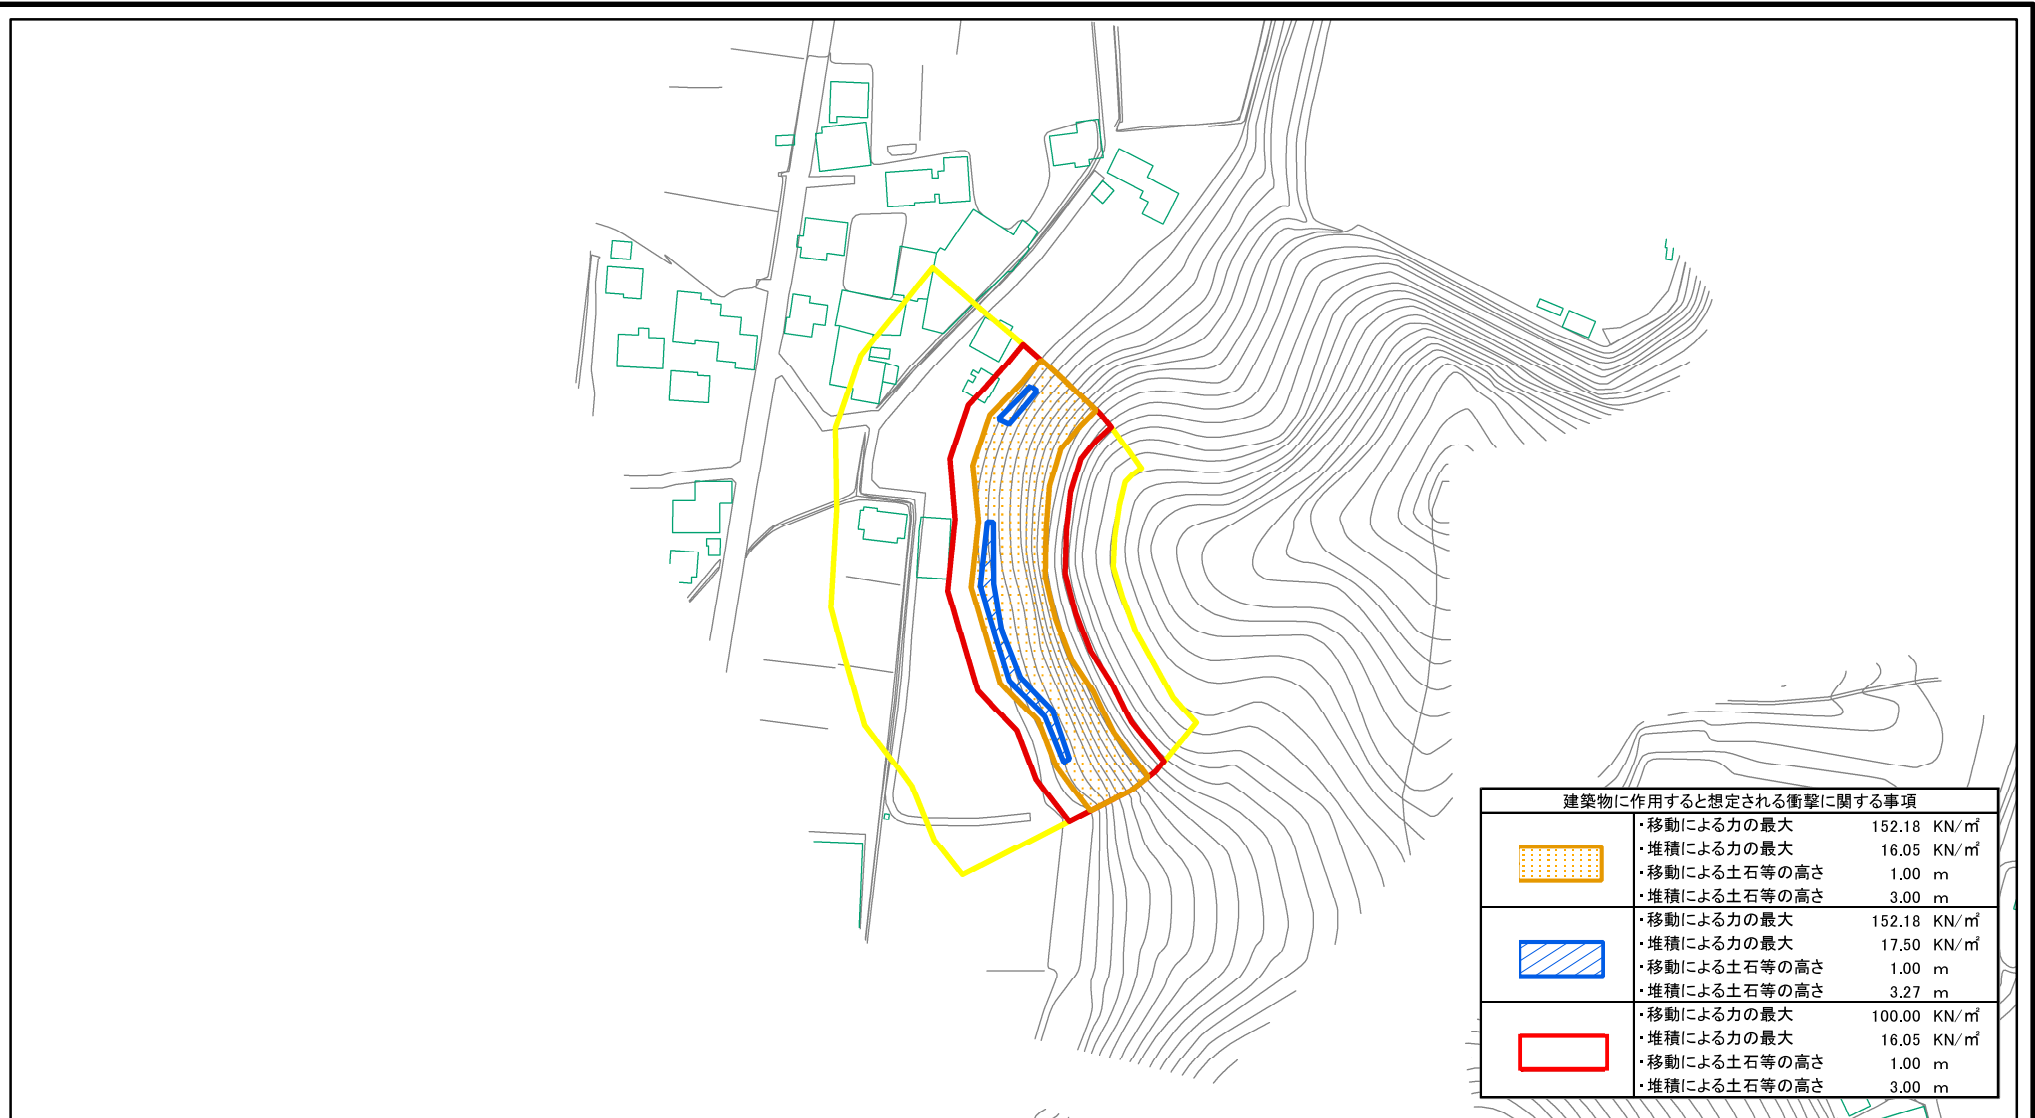 建築物に作用すると想定される衝撃に関する事項
・移動による力の最大 152.18 KN/㎡
・堆積による力の最大 16.05 KN/㎡
・移動による土石等の高さ 1.00 m
・堆積による土石等の高さ 3.00 m
・移動による力の最大 152.18 KN/㎡
・堆積による力の最大 17.50 KN/㎡
・移動による土石等の高さ 1.00 m
・堆積による土石等の高さ 3.27 m
・移動による力の最大 100.00 KN/㎡
・堆積による力の最大 16.05 KN/㎡
・移動による土石等の高さ 1.00 m
・堆積による土石等の高さ 3.00 m